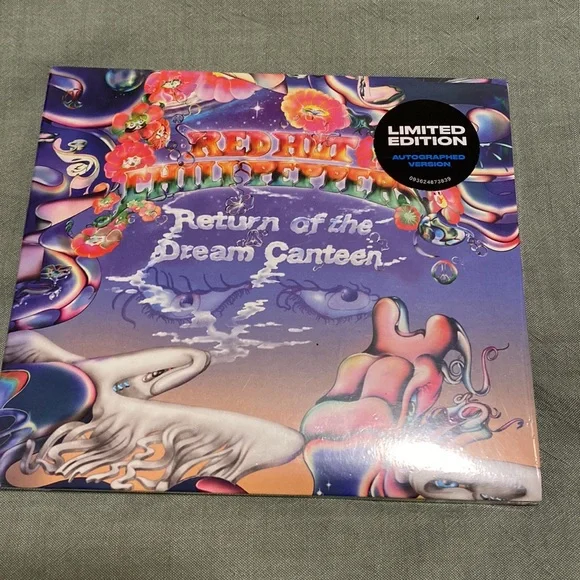 RED HOT
CHILI PEPPERS
Return of the
Dream Canteen
LIMITED
EDITION
AUTOGRAPHED
VERSION
093624873839